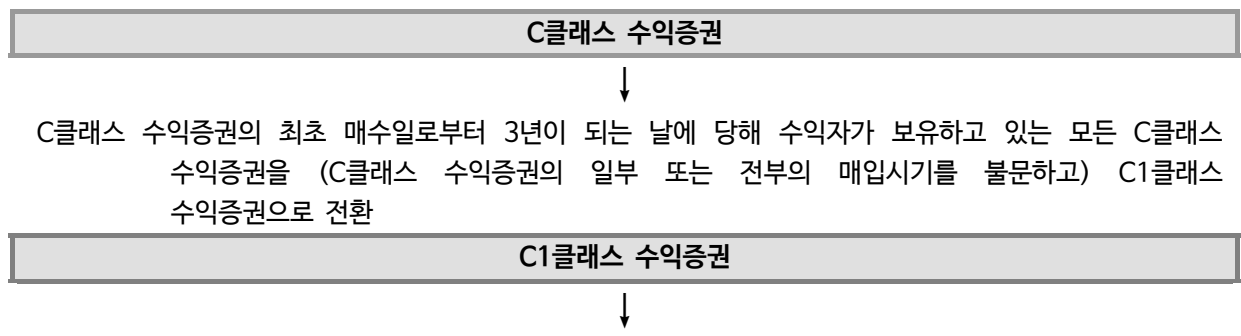 C클래스 수익증권
C클래스 수익증권의 최초 매수일로부터 3년이 되는 날에 당해 수익자가 보유하고 있는 모든 C클래스
수익증권을 (C클래스 수익증권의 일부 또는 전부의 매입시기를 불문하고) C1클래스
수익증권으로 전환
C1클래스 수익증권